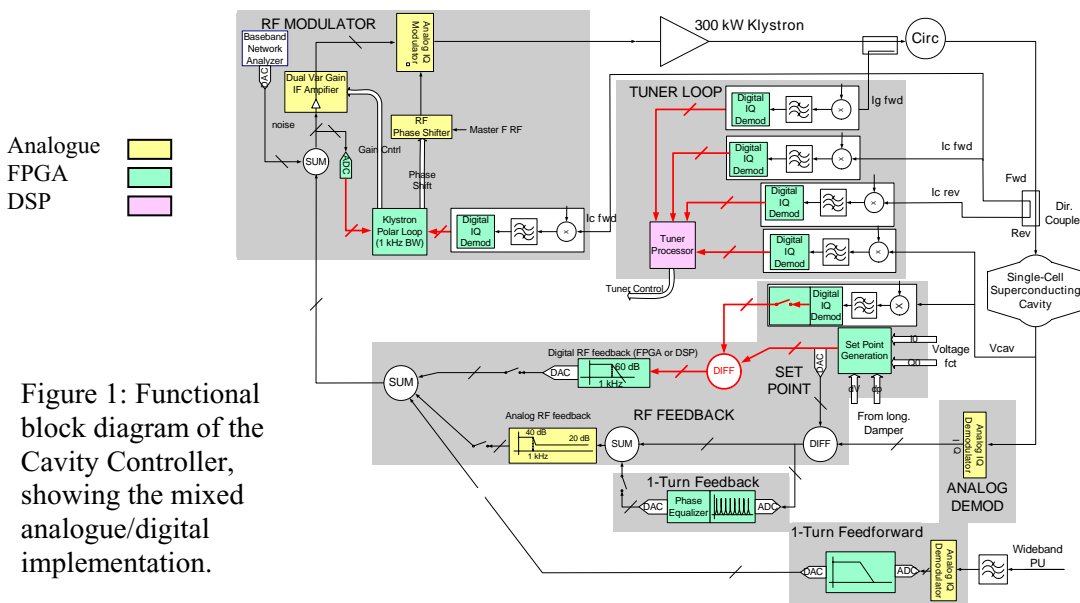 RF MODULATOR
Baseband
Network
Analyzer
DAC
Analog IQ
Modulator
300 kW Klystron
Circ
Dual Var Gain
IF Ampifier
noise
SUM
ADC
Gain Cntrl
RF
Phase Shifter
Master F RF
Phase
Shift
Klystron
Polar Loop
(1 kHz BW)
Digital
IQ
Demod
X
Ic fwd
TUNER LOOP
Digital
IQ
Demod
X
Ig fwd
Digital
IQ
Demod
X
Ic fwd
Digital
IQ
Demod
X
Ic rev
Digital
IQ
Demod
X
Tuner
Processor
Tuner Control
Fwd
Dir.
Coupler
Rev
Single-Cell
Superconducting
Cavity
Analogue
FPGA
DSP
Digital
IQ
Demod
X
Vcav
Set Point
Generation
I0
Q0
Voltage
fct
dV
dp
DAC
SET
POINT
From long.
Damper
Digital RF feedback (FPGA or DSP)
60 dB
1 kHz
DAC
DIFF
SUM
RF FEEDBACK
Analog RF feedback
40 dB
20 dB
1 kHz
SUM
DIFF
Analog IQ
Demodulator
I Q
ANALOG
DEMOD
1-Turn Feedback
DAC
Phase
Equalizer
ADC
1-Turn Feedforward
DAC
ADC
Analog IQ
Demodulator
Wideband
PU
Figure 1: Functional
block diagram of the
Cavity Controller,
showing the mixed
analogue/digital
implementation.